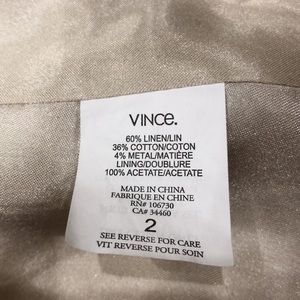 VINCE.
60% LINEN/LIN
36% COTTON/COTON
4% METAL/MATIÈRE
LINING/DOUBLURE
100% ACETATE/ACETATE
MADE IN CHINA
FABRIQUE EN CHINE
RN# 106730
CA# 34460
2
SEE REVERSE FOR CARE
VIT REVERSE POUR SOIN